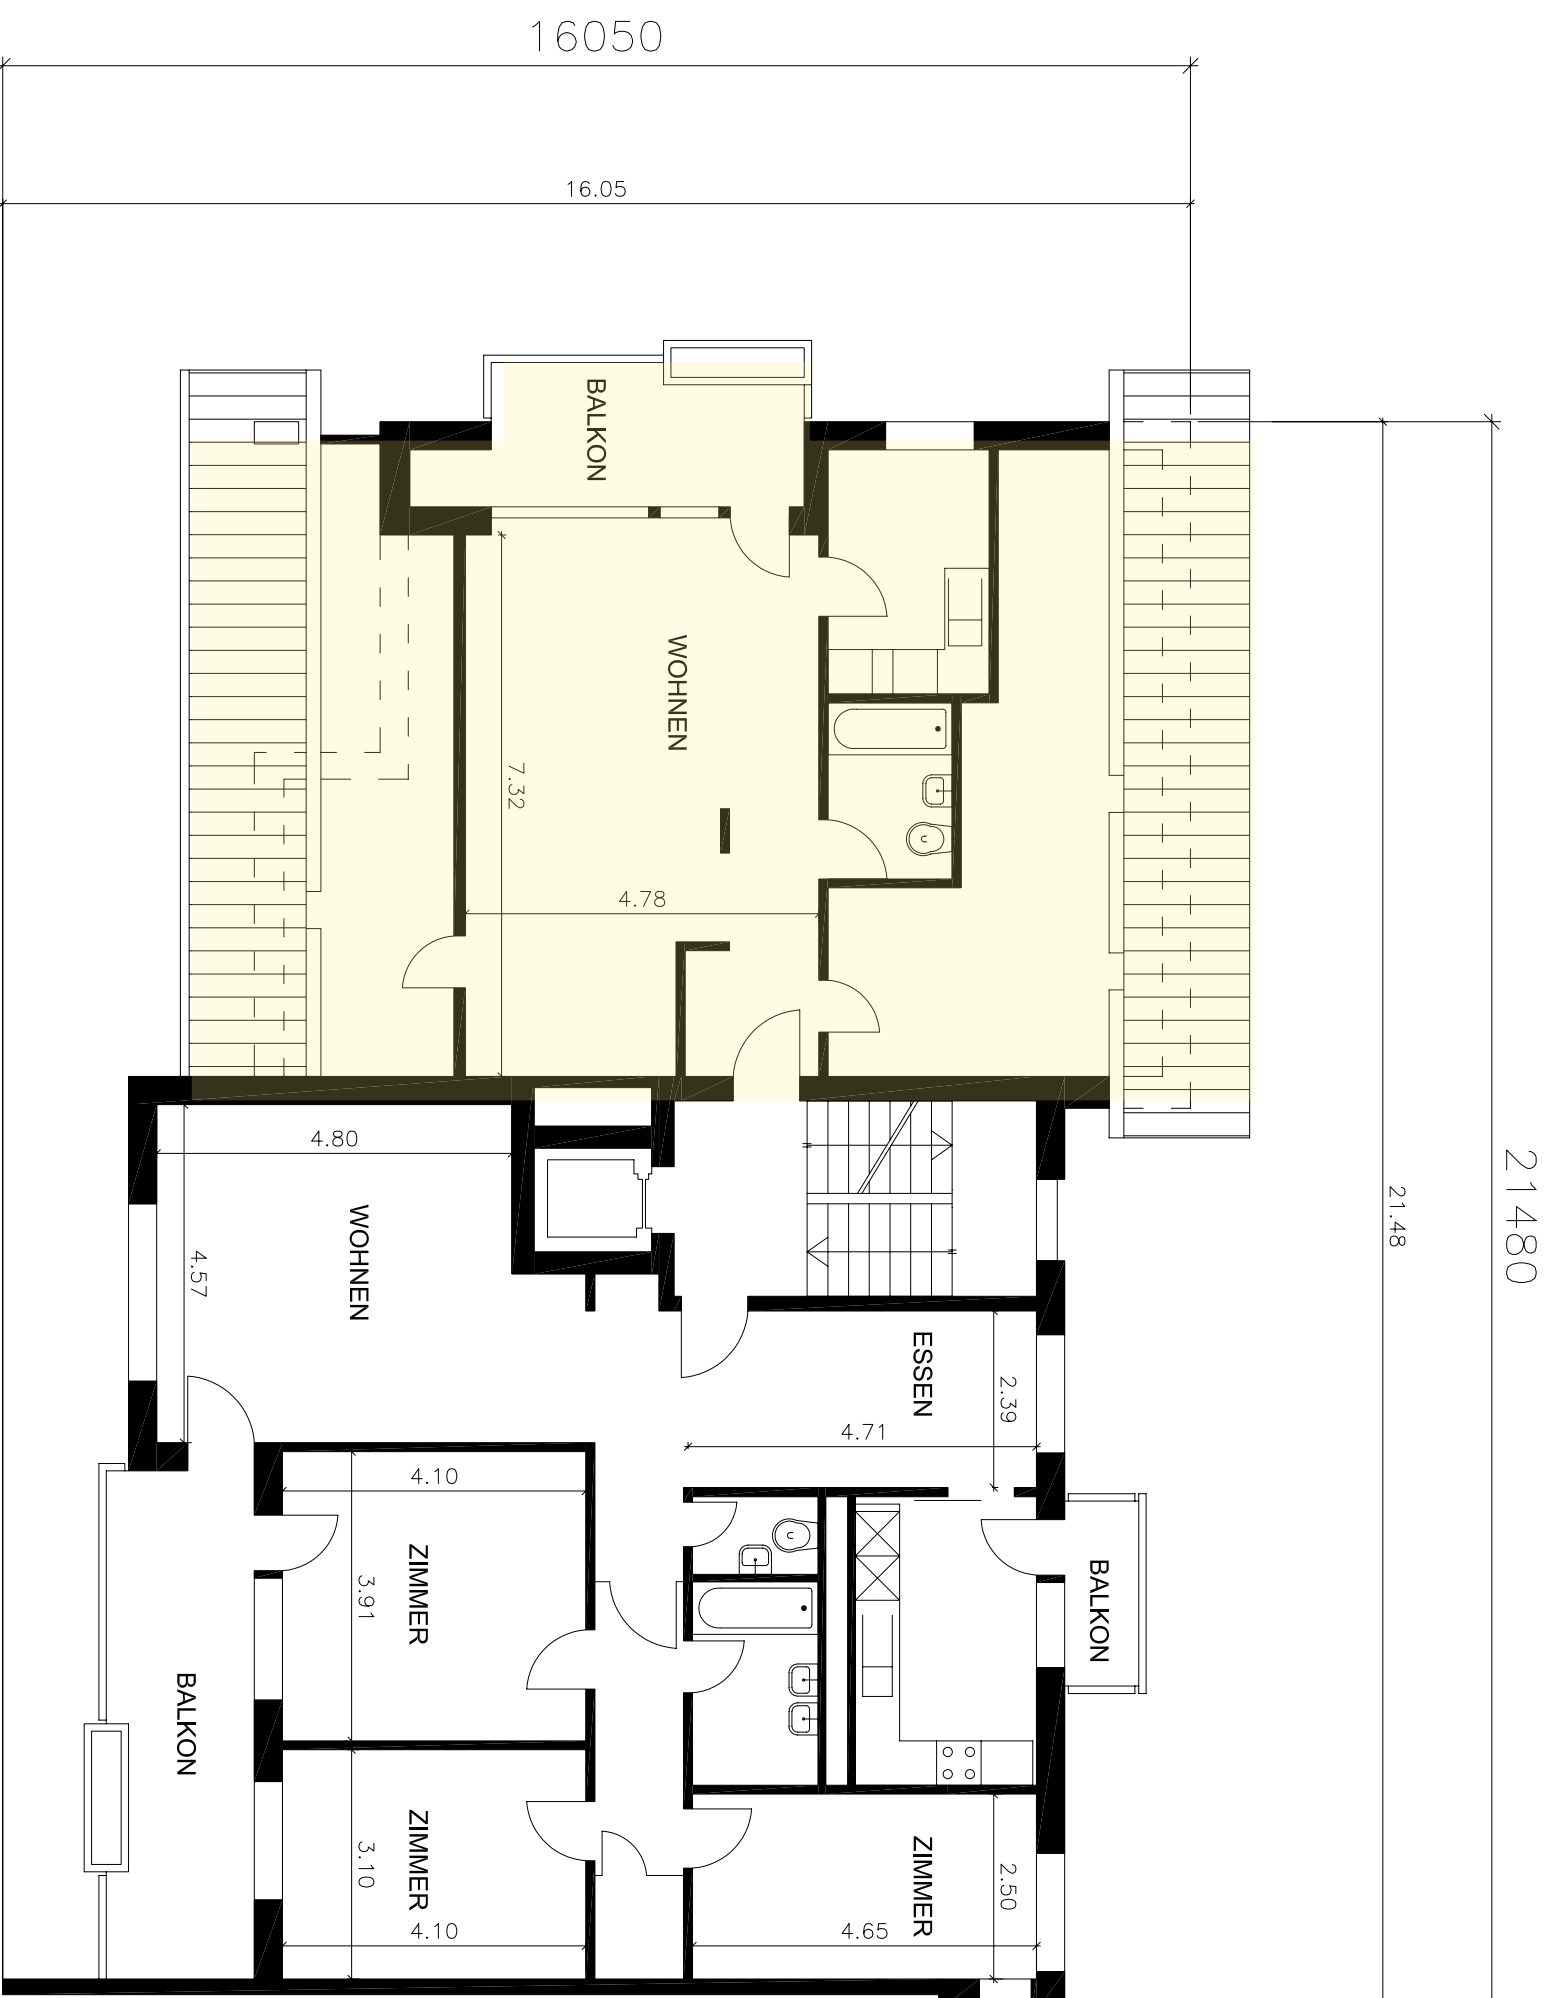 16050
16.05
BALKON
WOHNEN
7.32
4.78
21480
21.48
4.80
WOHNEN
4.57
ESSEN
2.39
4.71
4.10
ZIMMER
3.91
BALKON
BALKON
ZIMMER
3.10
4.10
ZIMMER
2.50
4.65